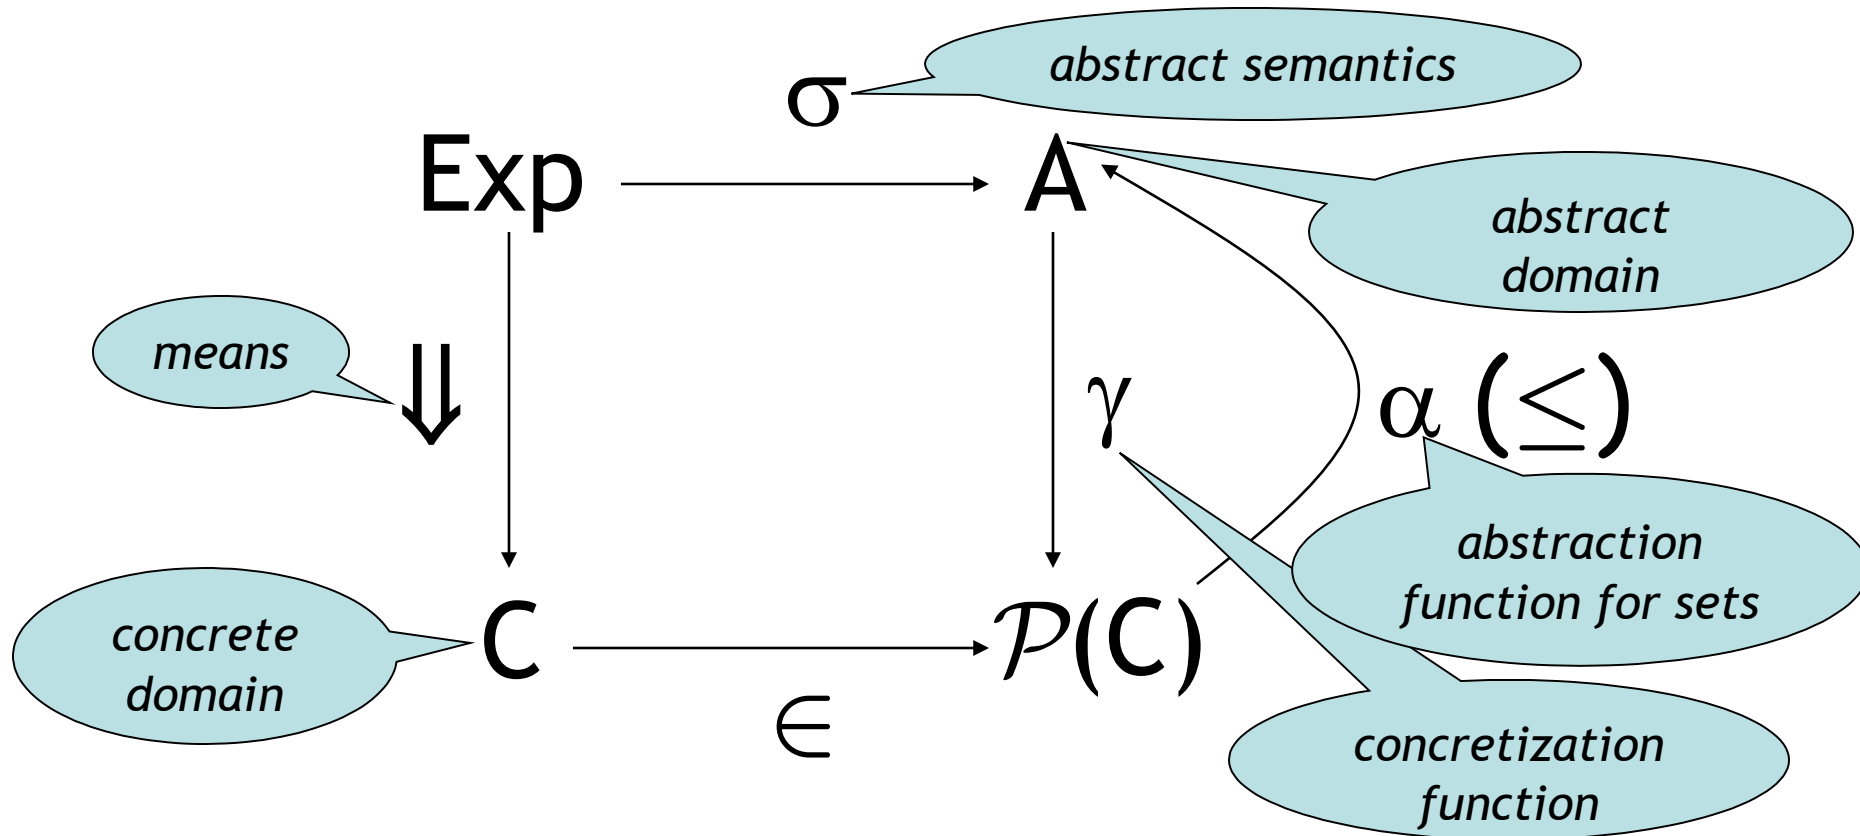 abstract semantics
σ
Exp
A
abstract
domain
means
⇓
γ
α (≤)
abstraction
function for sets
concrete
domain
C
𝒫(C)
∈
concretization
function